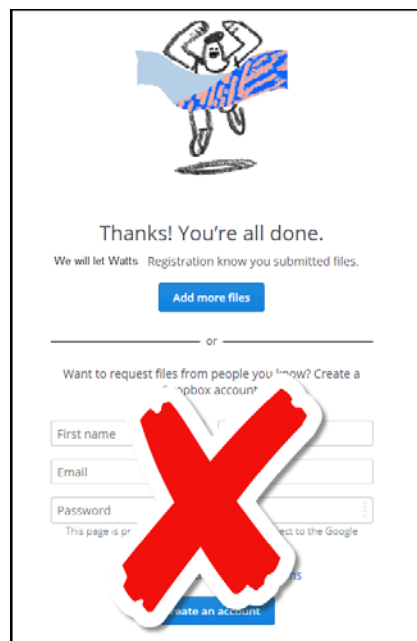 Thanks! You're all done.
We will let Watts Registration know you submitted files.
Add more files
or
Want to request files from people you know? Create a
account
First name
Email
Password
This page is ect to the Google
Create an account